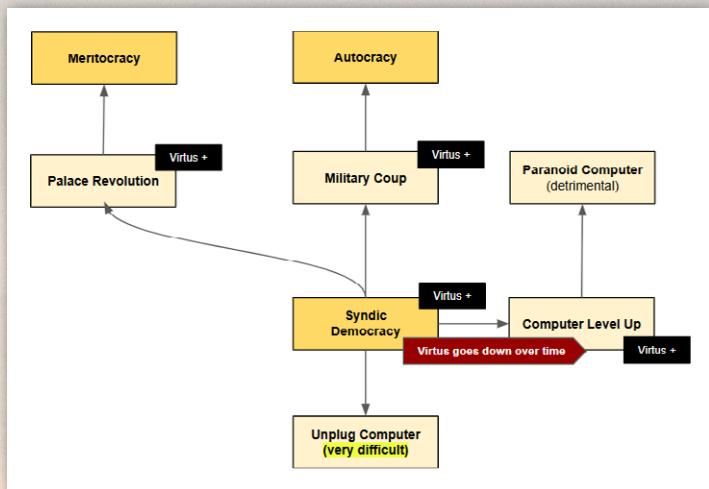 Meritocracy
Autocracy
Virtus +
Virtus +
Palace Revolution
Military Coup
Paranoid Computer
(detrimental)
Virtus +
Syndic
Democracy
Computer Level Up
Virtus goes down over time
Virtus +
Unplug Computer
(very difficult)